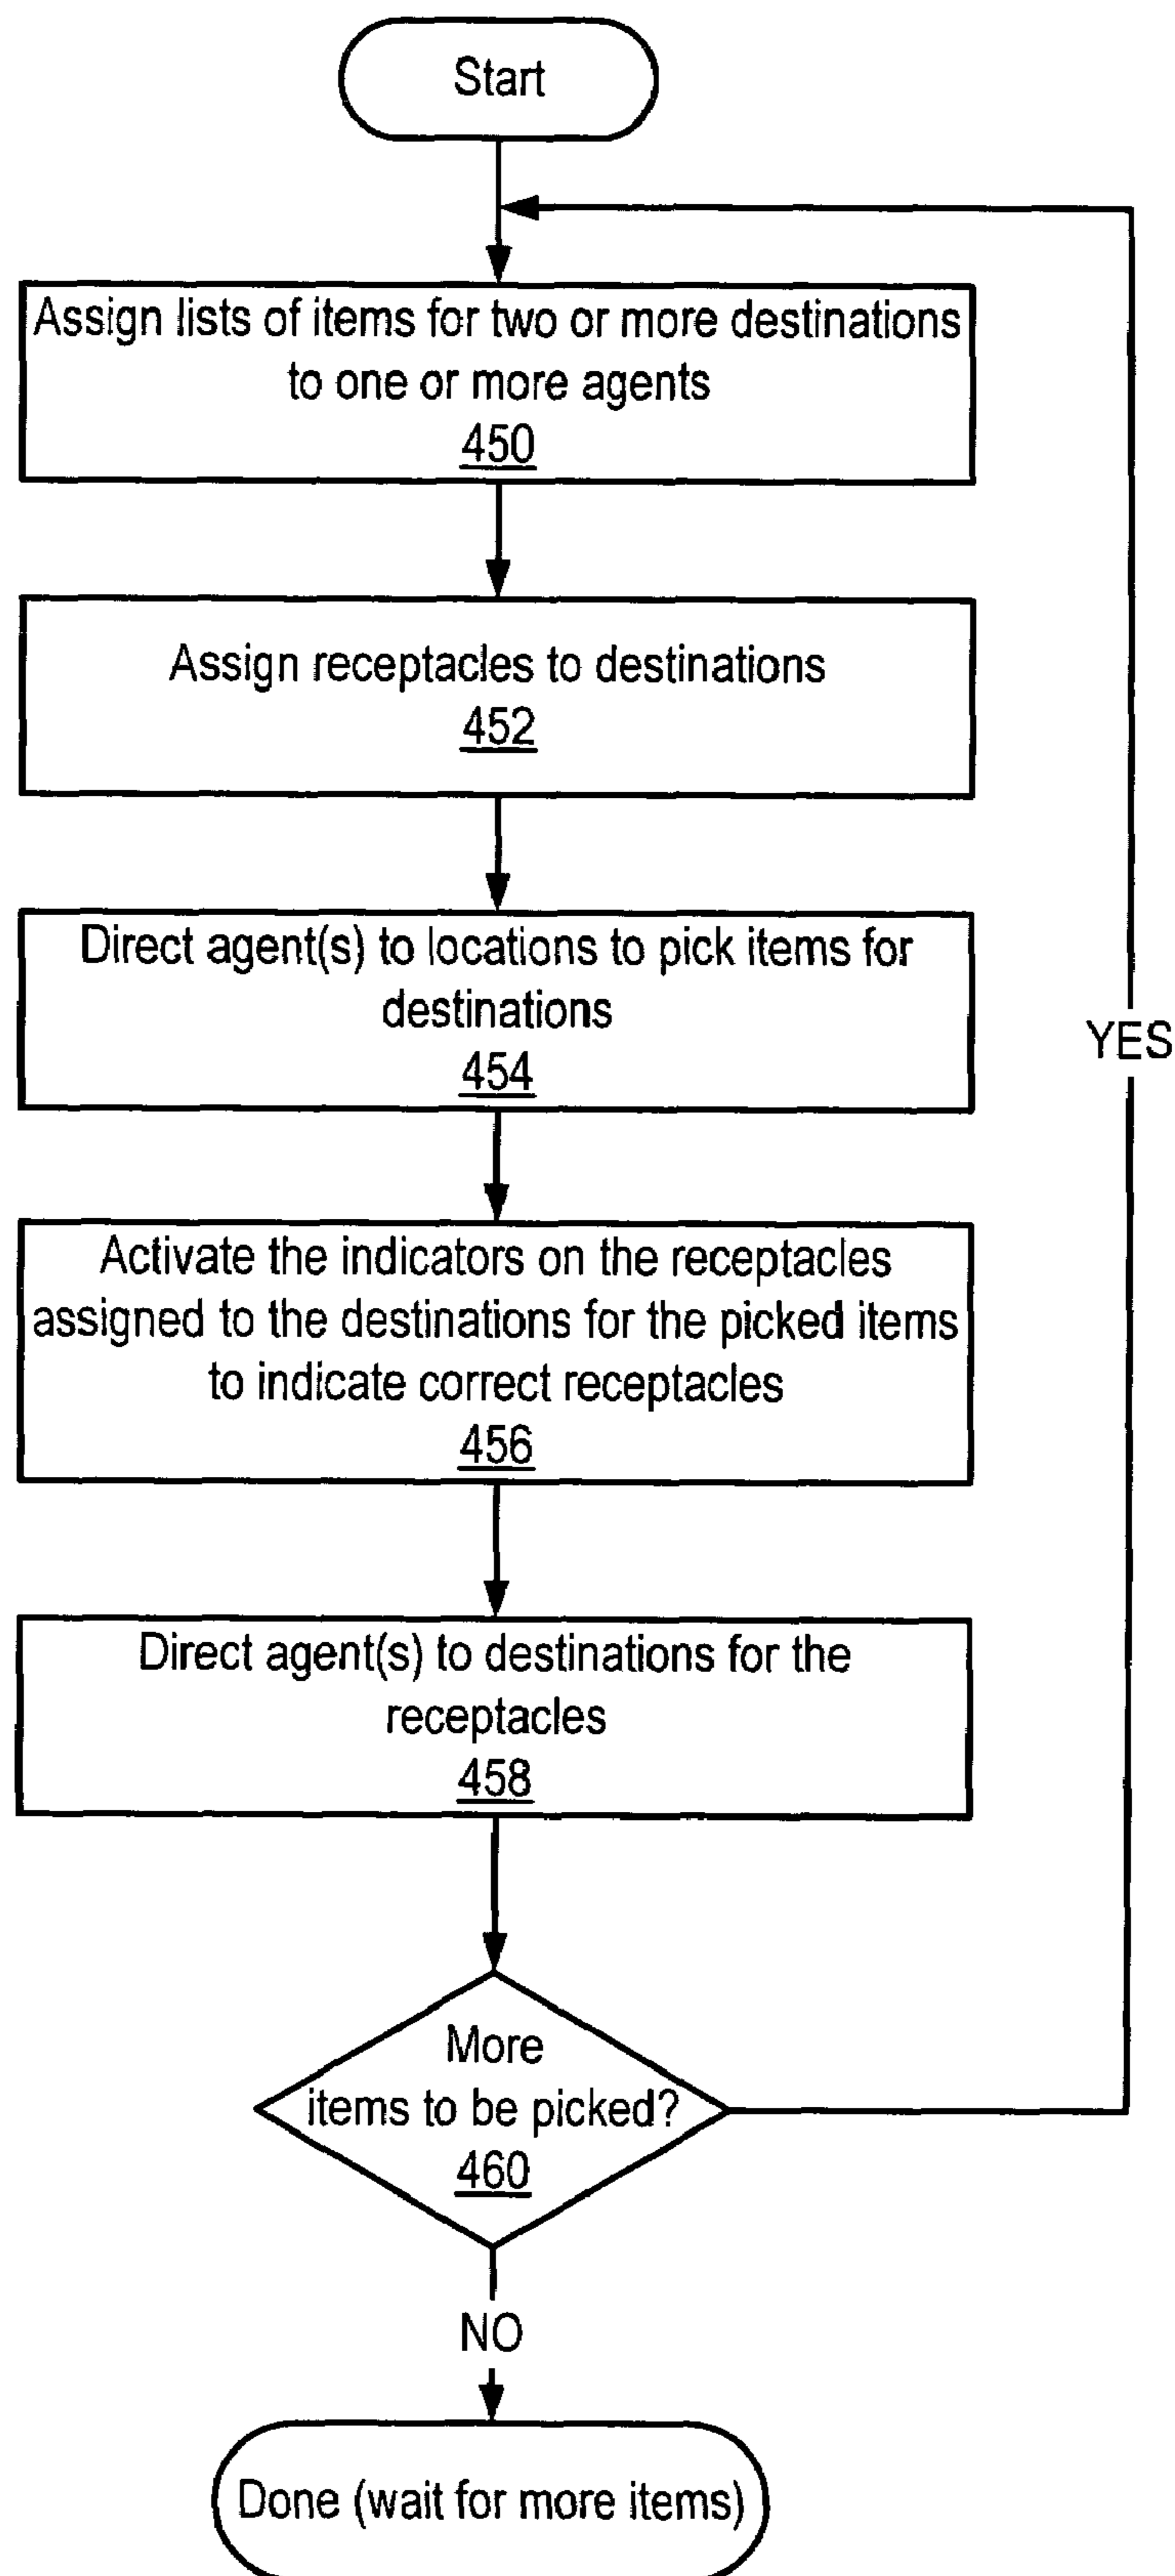 Start
Assign lists of items for two or more destinations
to one or more agents
450
Assign receptacles to destinations
452
Direct agent(s) to locations to pick items for
destinations
454
YES
Activate the indicators on the receptacles
assigned to the destinations for the picked items
to indicate correct receptacles
456
Direct agent(s) to destinations for the
receptacles
458
More
items to be picked?
460
NO
Done (wait for more items)